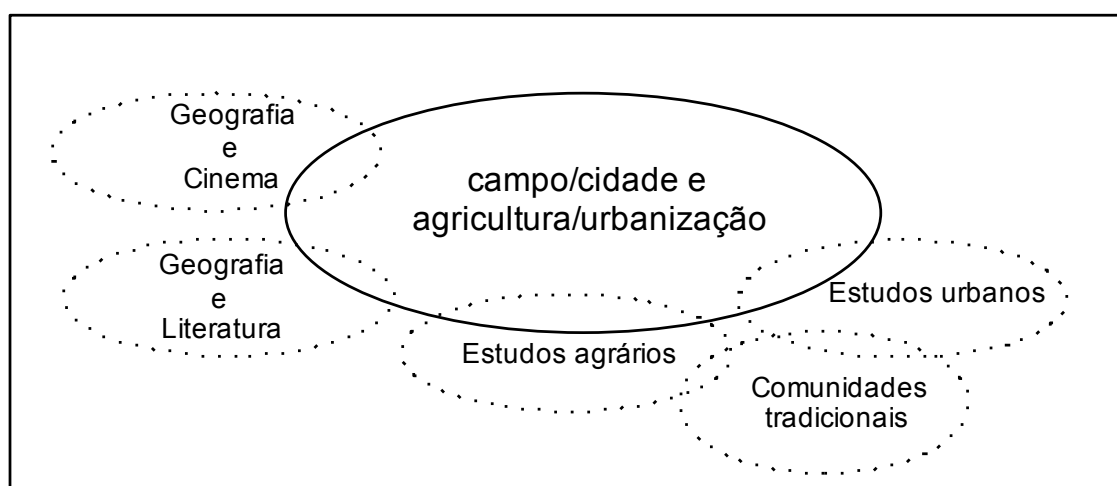 Geografia
e
Cinema
campo/cidade e
agricultura/urbanização
Geografia
e
Literatura
Estudos urbanos
Estudos agrários
Comunidades
tradicionais